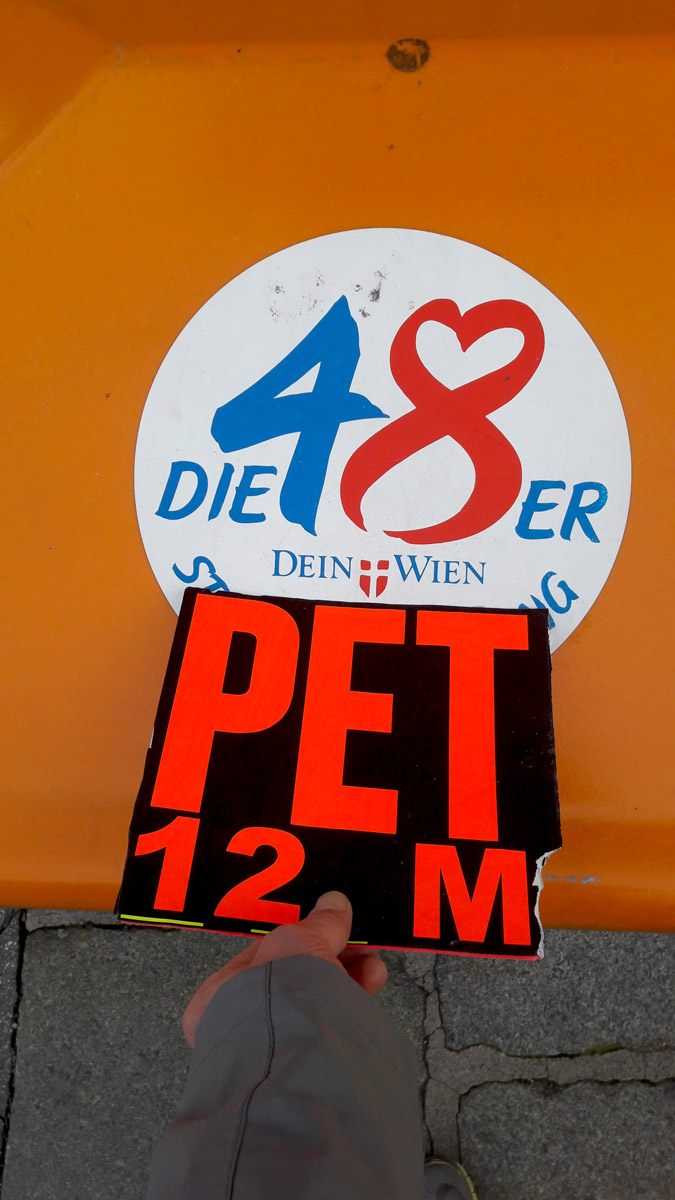 DIE 48ER
DEIN WIEN
PET
12 M